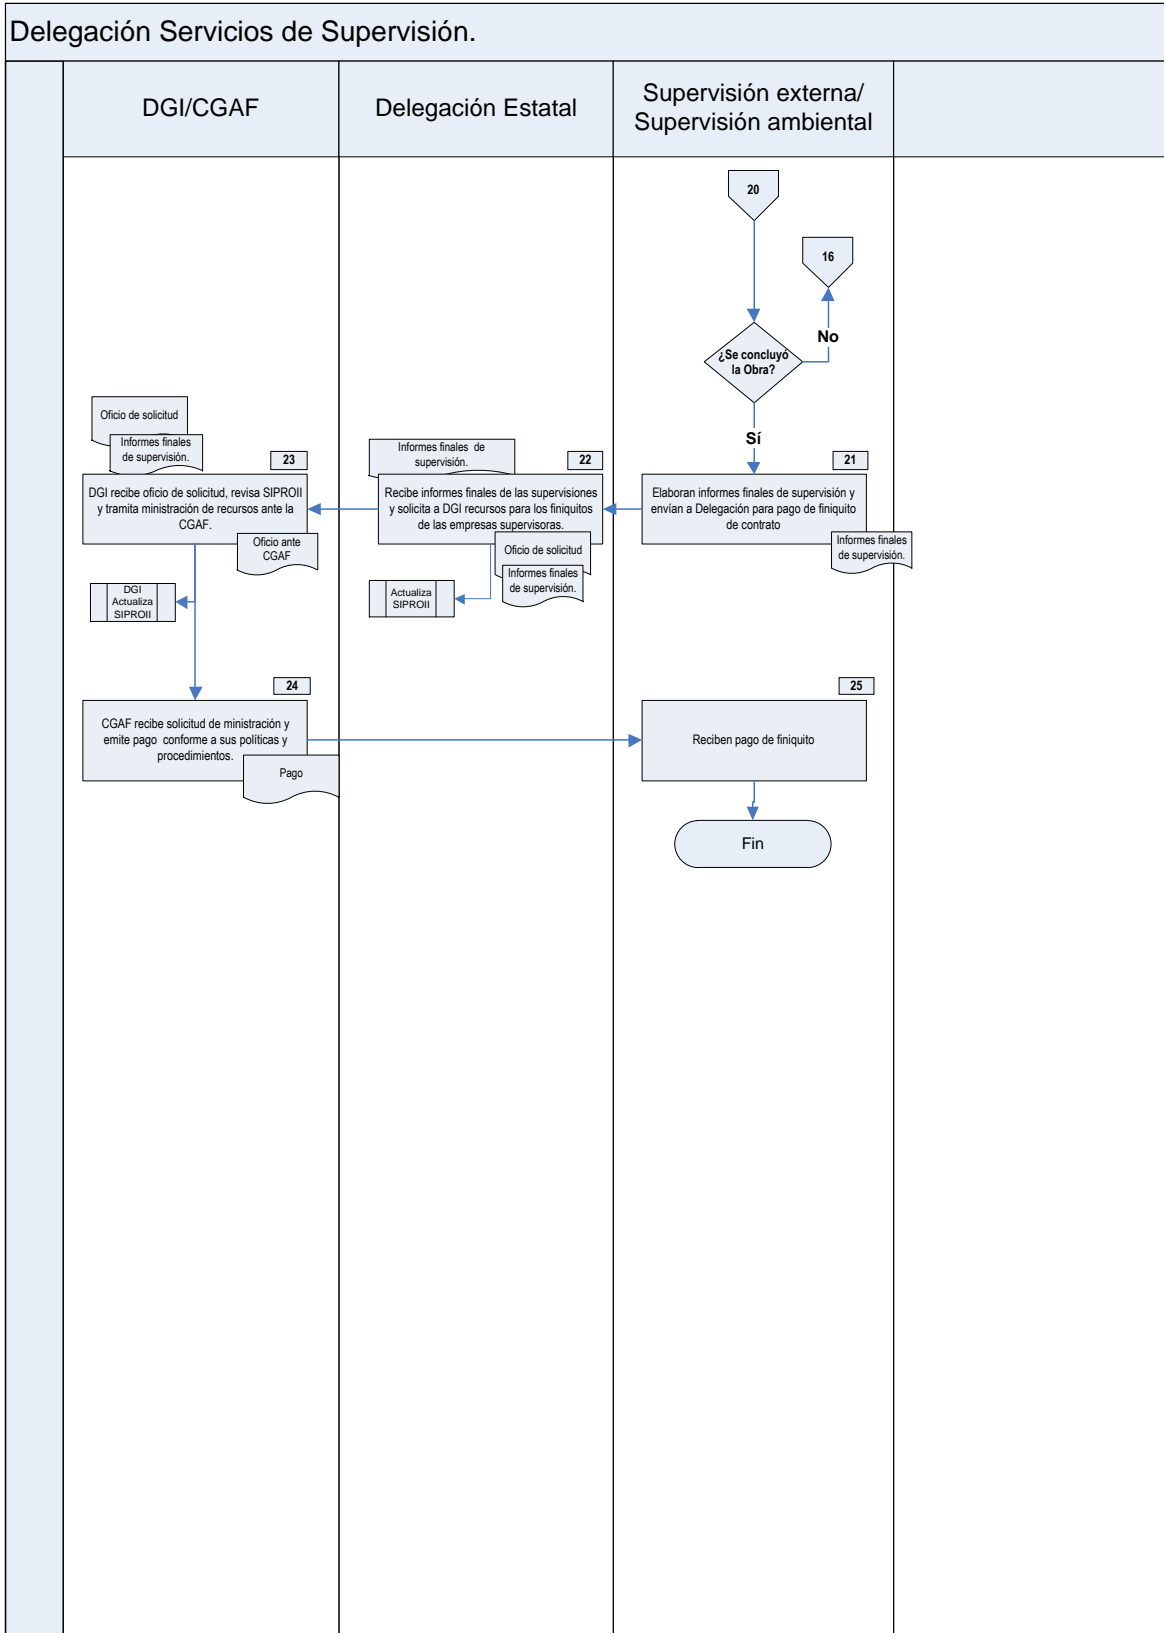 Delegación Servicios de Supervisión.
DGI/CGAF
Delegación Estatal
Supervisión externa/
Supervisión ambiental
20
16
No
¿Se concluyó
la Obra?
Sí
21
Elaboran informes finales de supervisión y
envían a Delegación para pago de finiquito
de contrato
Informes finales
de supervisión.
Informes finales de
supervisión.
22
Recibe informes finales de las supervisiones
y solicita a DGI recursos para los finiquitos
de las empresas supervisoras.
Oficio de solicitud
Informes finales
de supervisión.
Actualiza
SIPROII
Oficio de solicitud
Informes finales
de supervisión.
23
DGI recibe oficio de solicitud, revisa SIPROII
y tramita ministración de recursos ante la
CGAF.
Oficio ante
CGAF
DGI
Actualiza
SIPROII
24
CGAF recibe solicitud de ministración y
emite pago conforme a sus políticas y
procedimientos.
Pago
25
Reciben pago de finiquito
Fin